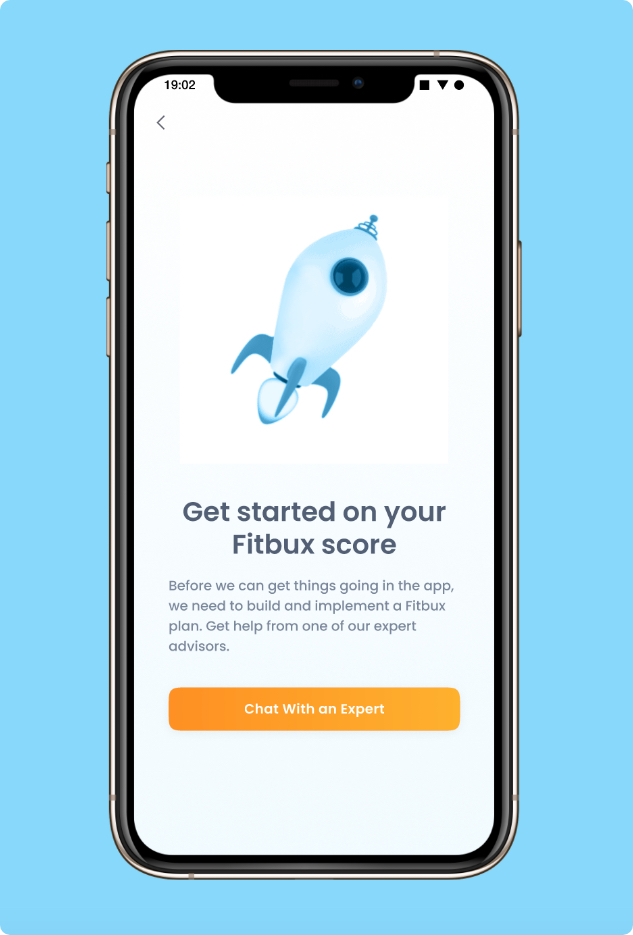 19:02
Get started on your
Fitbux score
Before we can get things going in the app,
we need to build and implement a Fitbux
plan. Get help from one of our expert
advisors.
Chat With an Expert